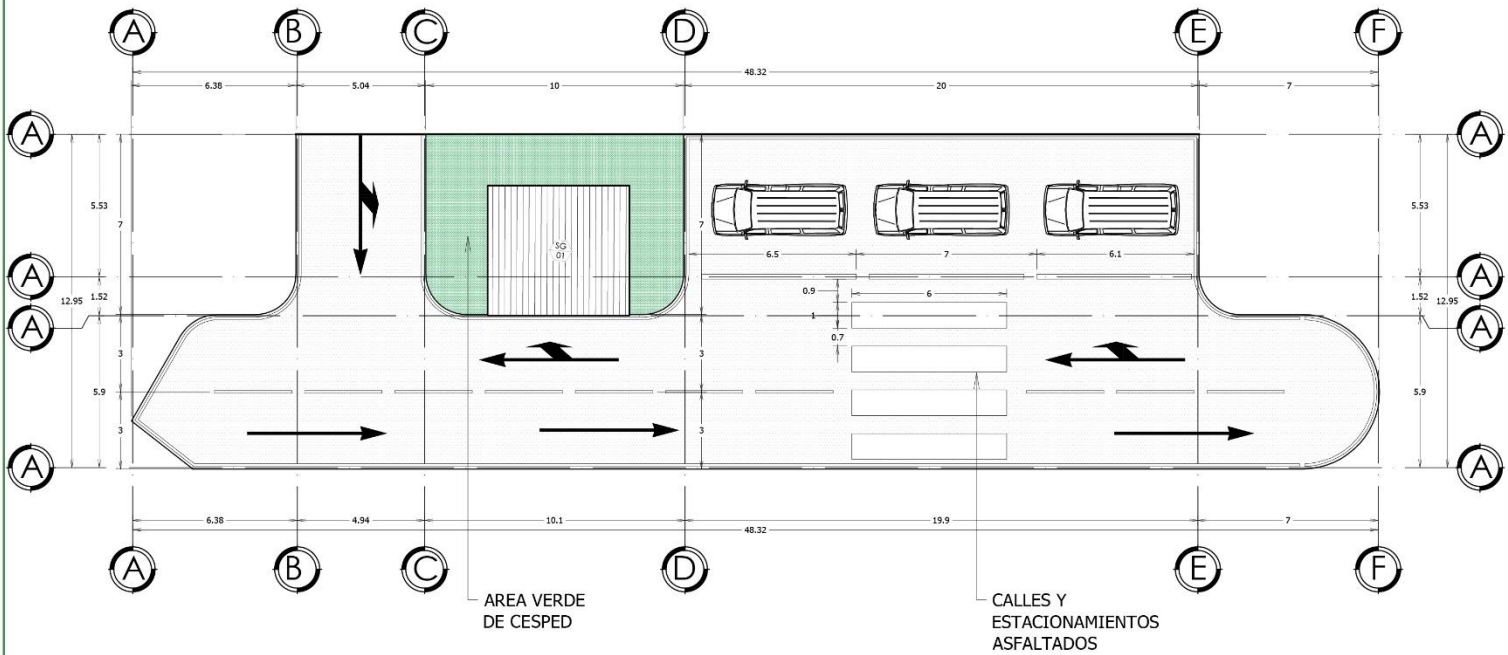 A
B
C
D
E
F
48.32
6.38
5.04
10
20
7
A
A
5.53
7
7
5.53
SG
01
6.5
7
6.1
A
A
12.95
1.52
0.9
6
1.52
12.95
A
1
A
0.7
3
3
5.9
5.9
3
3
A
A
6.38
4.94
10.1
19.9
7
48.32
A
B
C
D
E
F
AREA VERDE
DE CESPED
CALLES Y
ESTACIONAMIENTOS
ASFALTADOS